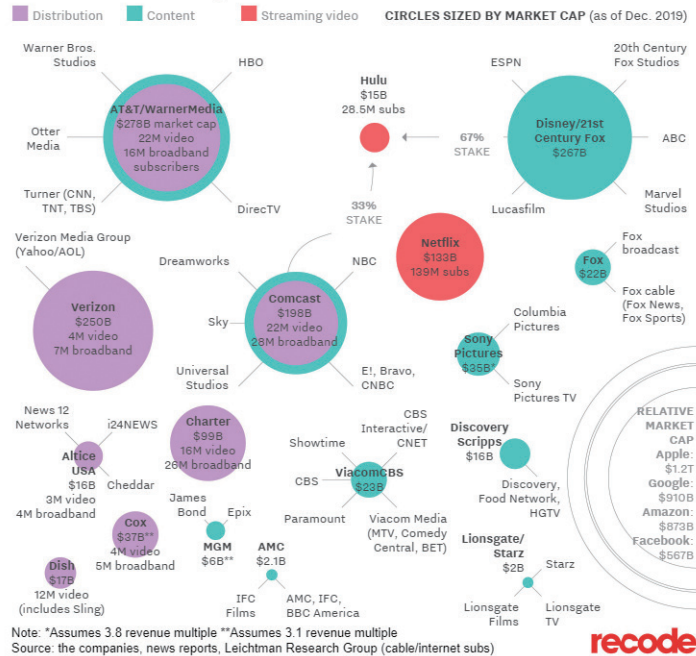 Distribution
Content
Streaming video
CIRCLES SIZED BY MARKET CAP (as of Dec. 2019)
Warner Bros.
Studios
HBO
AT&T/WarnerMedia
$278B market cap
22M video
16M broadband
subscribers
Otter
Media
Turner (CNN,
TNT, TBS)
DirecTV
Hulu
$15B
28.5M subs
67%
STAKE
33%
STAKE
ESPN
20th Century
Fox Studios
Disney/21st
Century Fox
$267B
ABC
Lucasfilm
Marvel
Studios
Verizon Media Group
(Yahoo/AOL)
Verizon
$250B
4M video
7M broadband
Dreamworks
NBC
Comcast
$198B
22M video
28M broadband
Sky
Universal
Studios
E!, Bravo,
CNBC
Netflix
$133B
139M subs
Fox
broadcast
Fox
$22B
Fox cable
(Fox News,
Fox Sports)
Columbia
Pictures
Sony
Pictures
$35B*
Sony
Pictures TV
News 12
Networks
i24NEWS
Altice
USA
$16B
3M video
4M broadband
Cheddar
Charter
$99B
16M video
26M broadband
CBS
Interactive/
CNET
Showtime
CBS
ViacomCBS
$23B
Paramount
Viacom Media
(MTV, Comedy
Central, BET)
Discovery
Scripps
$16B
Discovery,
Food Network,
HGTV
RELATIVE
MARKET
CAP
Apple:
$1.2T
Google:
$910B
Amazon:
$873B
Facebook:
$567B
Cox
$37B**
4M video
5M broadband
James
Bond
Epix
MGM
$6B**
AMC
$2.1B
IFC
Films
AMC, IFC,
BBC America
Lionsgate/
Starz
$2B
Starz
Lionsgate
Films
Lionsgate
TV
Dish
$17B
12M video
(includes Sling)
Note: *Assumes 3.8 revenue multiple **Assumes 3.1 revenue multiple
Source: the companies, news reports, Leichtman Research Group (cable/internet subs)
recode